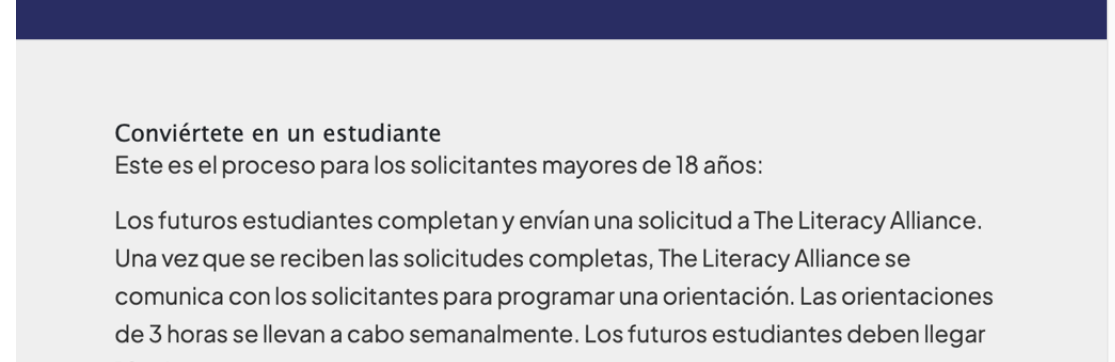 Conviértete en un estudiante
Este es el proceso para los solicitantes mayores de 18 años:
Los futuros estudiantes completan y envían una solicitud a The Literacy Alliance.
Una vez que se reciben las solicitudes completas, The Literacy Alliance se
comunica con los solicitantes para programar una orientación. Las orientaciones
de 3 horas se llevan a cabo semanalmente. Los futuros estudiantes deben llegar